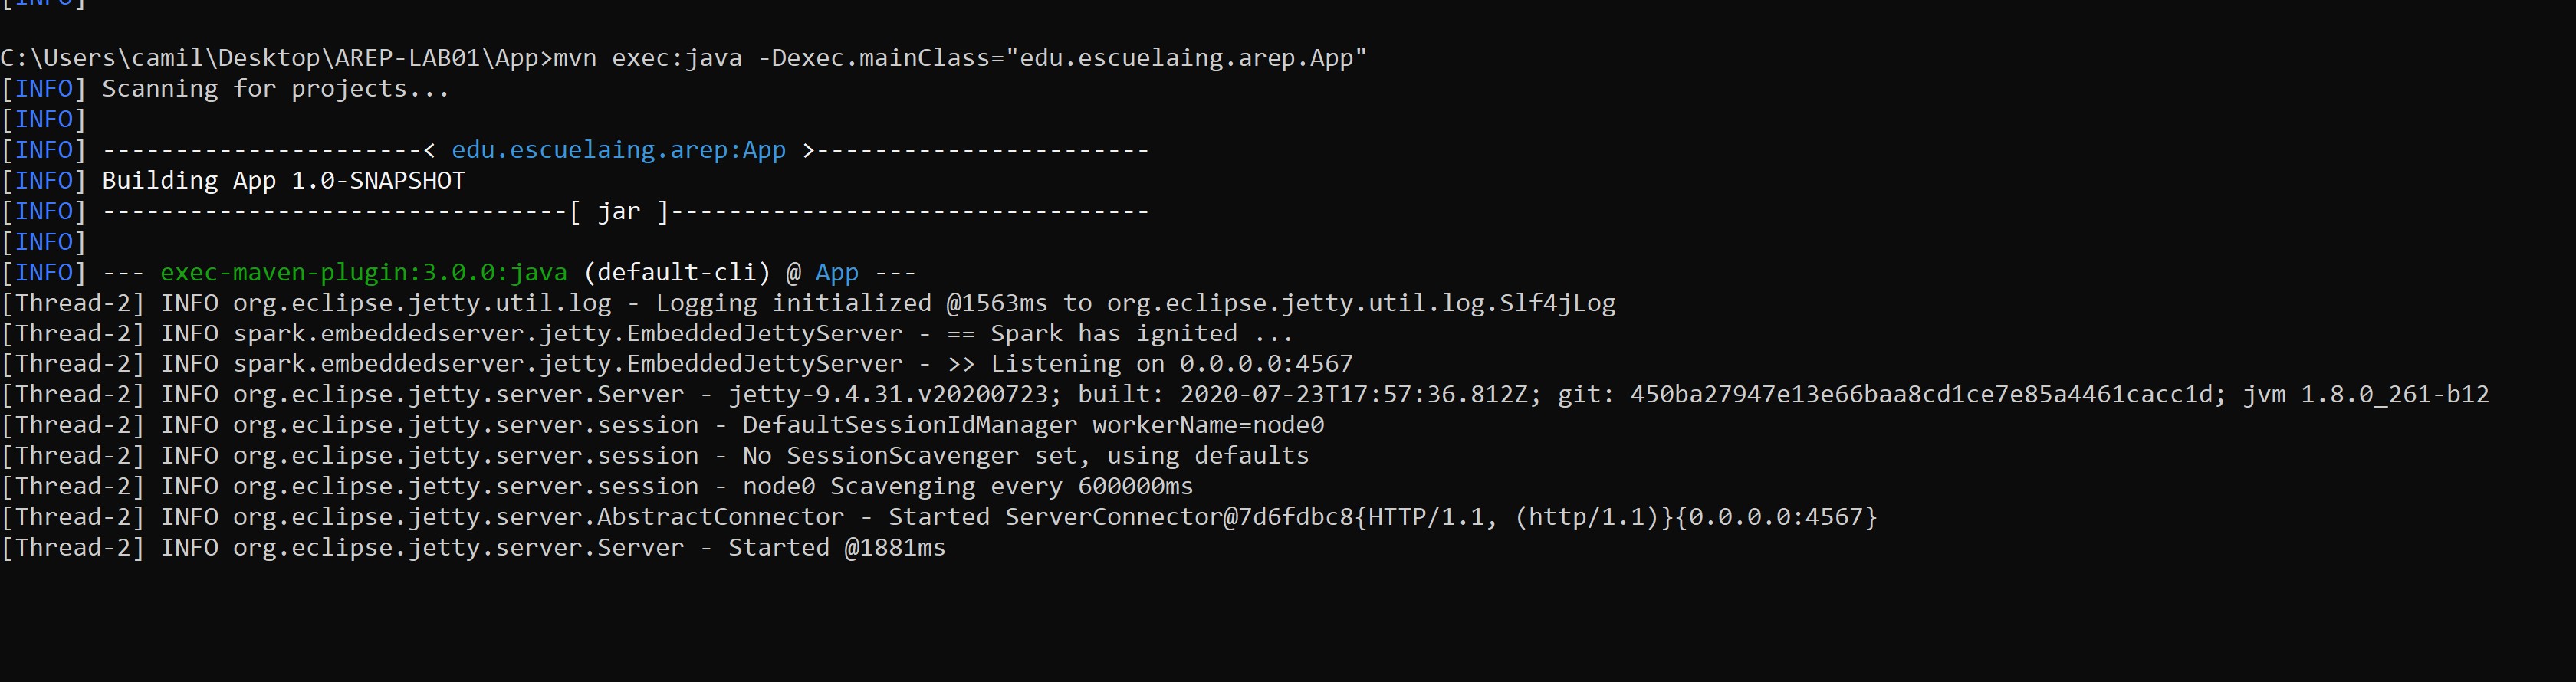 [INFO]
C:\Users\camil\Desktop\AREP-LAB01\App>mvn exec:java -Dexec.mainClass="edu.escuelaing.arep.App"
[INFO] Scanning for projects...
[INFO]
[INFO] ----------------------< edu.escuelaing.arep:App >-----------------------
[INFO] Building App 1.0-SNAPSHOT
[INFO] --------------------------------[ jar ]---------------------------------
[INFO]
[INFO] --- exec-maven-plugin:3.0.0:java (default-cli) @ App ---
[Thread-2] INFO org.eclipse.jetty.util.log - Logging initialized @1563ms to org.eclipse.jetty.util.log.Slf4jLog
[Thread-2] INFO spark.embeddedserver.jetty.EmbeddedJettyServer - == Spark has ignited ...
[Thread-2] INFO spark.embeddedserver.jetty.EmbeddedJettyServer - >> Listening on 0.0.0.0:4567
[Thread-2] INFO org.eclipse.jetty.server.Server - jetty-9.4.31.v20200723; built: 2020-07-23T17:57:36.812Z; git: 450ba27947e13e66baa8cd1ce7e85a4461cacc1d; jvm 1.8.0_261-b12
[Thread-2] INFO org.eclipse.jetty.server.session - DefaultSessionIdManager workerName=node0
[Thread-2] INFO org.eclipse.jetty.server.session - No SessionScavenger set, using defaults
[Thread-2] INFO org.eclipse.jetty.server.session - node0 Scavenging every 600000ms
[Thread-2] INFO org.eclipse.jetty.server.AbstractConnector - Started ServerConnector@7d6fdbc8{HTTP/1.1, (http/1.1)}{0.0.0.0:4567}
[Thread-2] INFO org.eclipse.jetty.server.Server - Started @1881ms